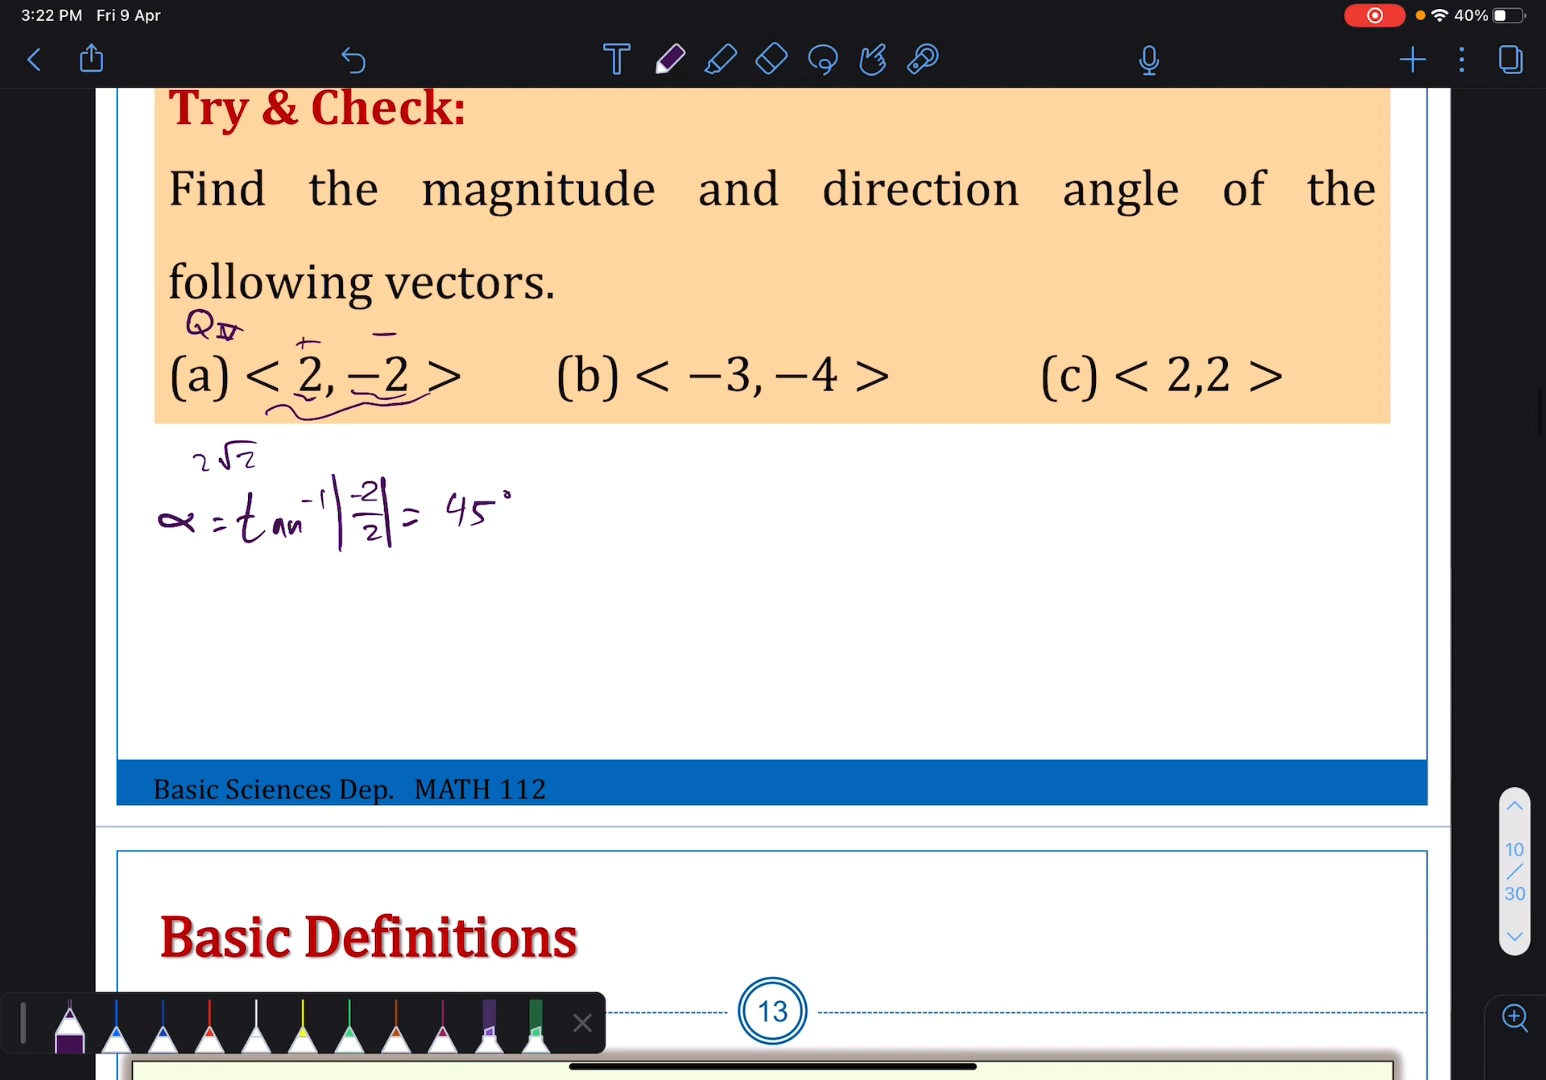 3:22 PM Fri 9 Apr
40%
Try & Check:
Find the magnitude and direction angle of the
following vectors.
Q IV + −
(a) < 2, −2 > (b) < −3, −4 > (c) < 2,2 >
2√2
α = tan⁻¹|-2/2| = 45°
Basic Sciences Dep. MATH 112
10
/
30
Basic Definitions
13